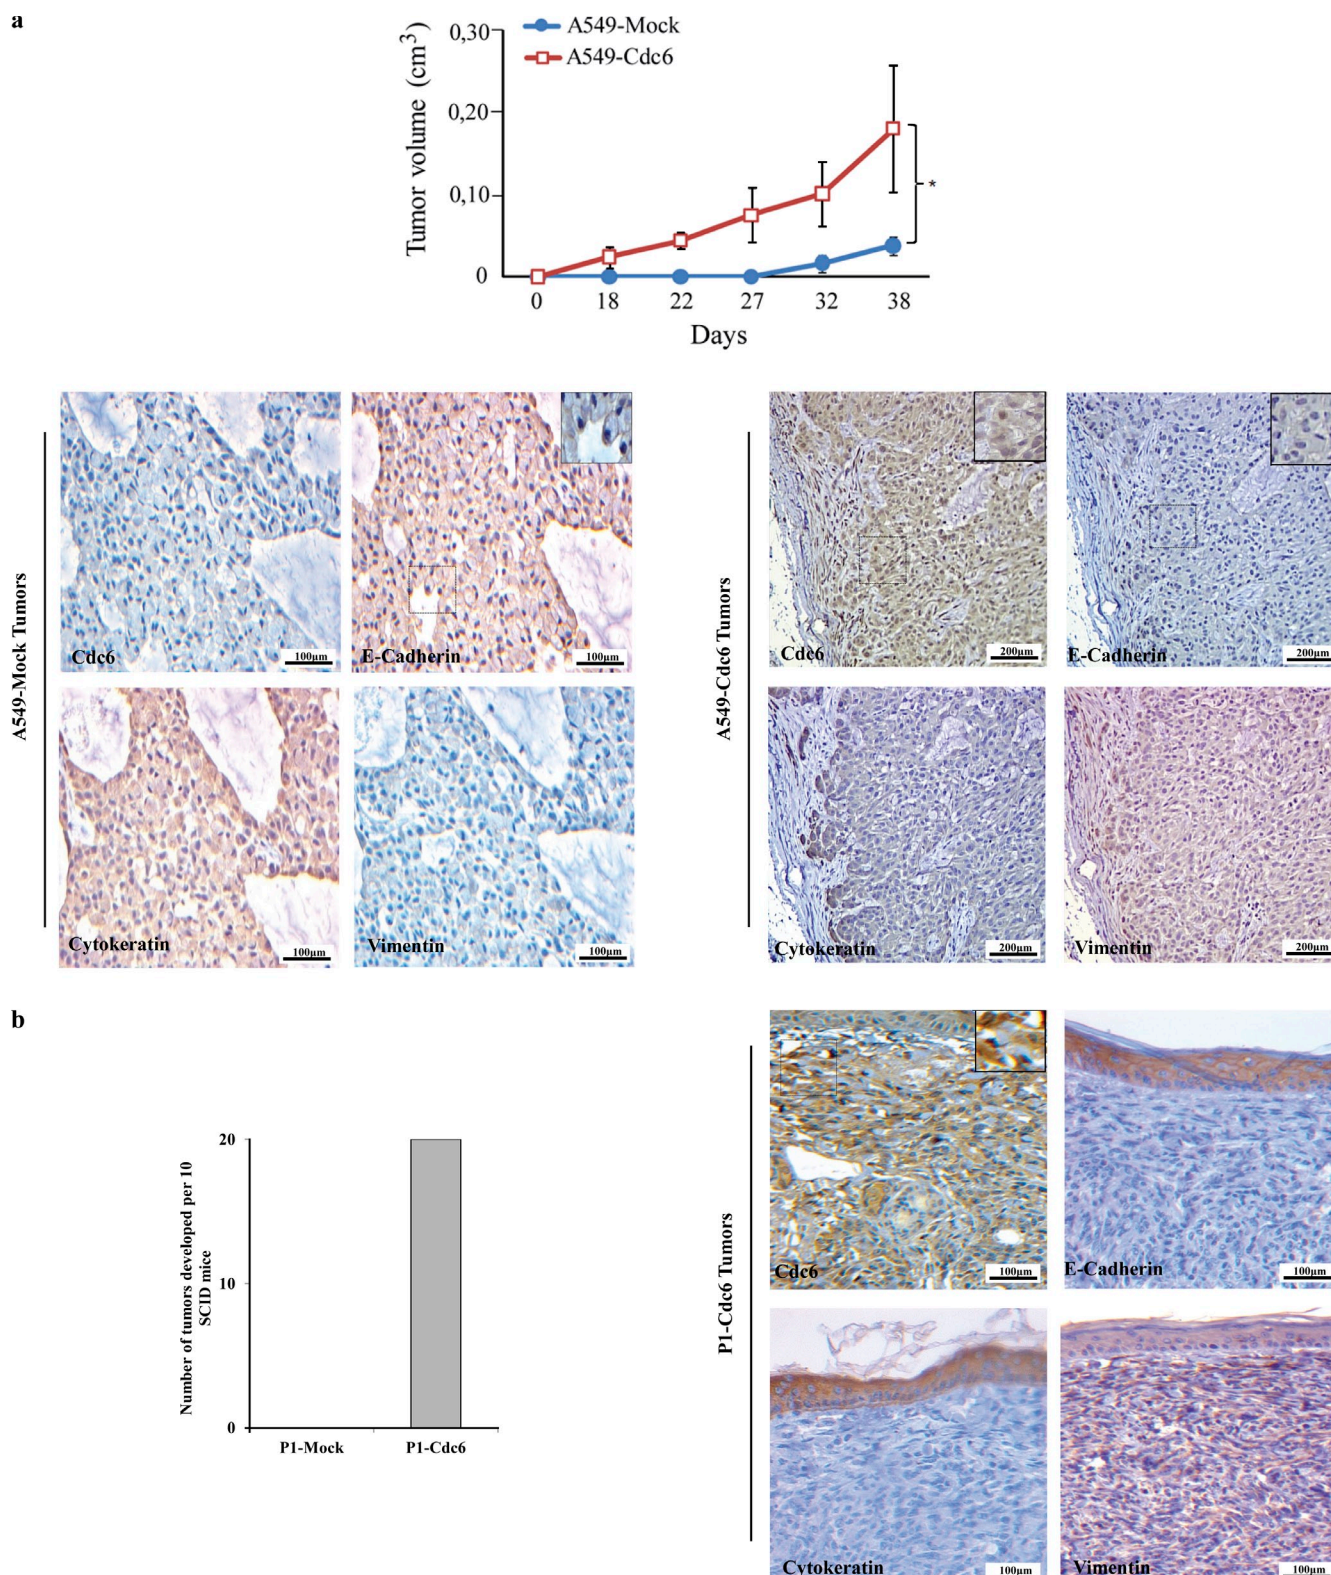 a
A549-Mock
A549-Cdc6
Tumor volume (cm³)
0,30
0,20
0,10
0
*
0 18 22 27 32 38
Days
A549-Mock Tumors
Cdc6
100µm
E-Cadherin
100µm
Cytokeratin
100µm
Vimentin
100µm
A549-Cdc6 Tumors
Cdc6
200µm
E-Cadherin
200µm
Cytokeratin
200µm
Vimentin
200µm
b
Number of tumors developed per 10
SCID mice
20
10
0
P1-Mock P1-Cdc6
P1-Cdc6 Tumors
Cdc6
100µm
E-Cadherin
100µm
Cytokeratin
100µm
Vimentin
100µm